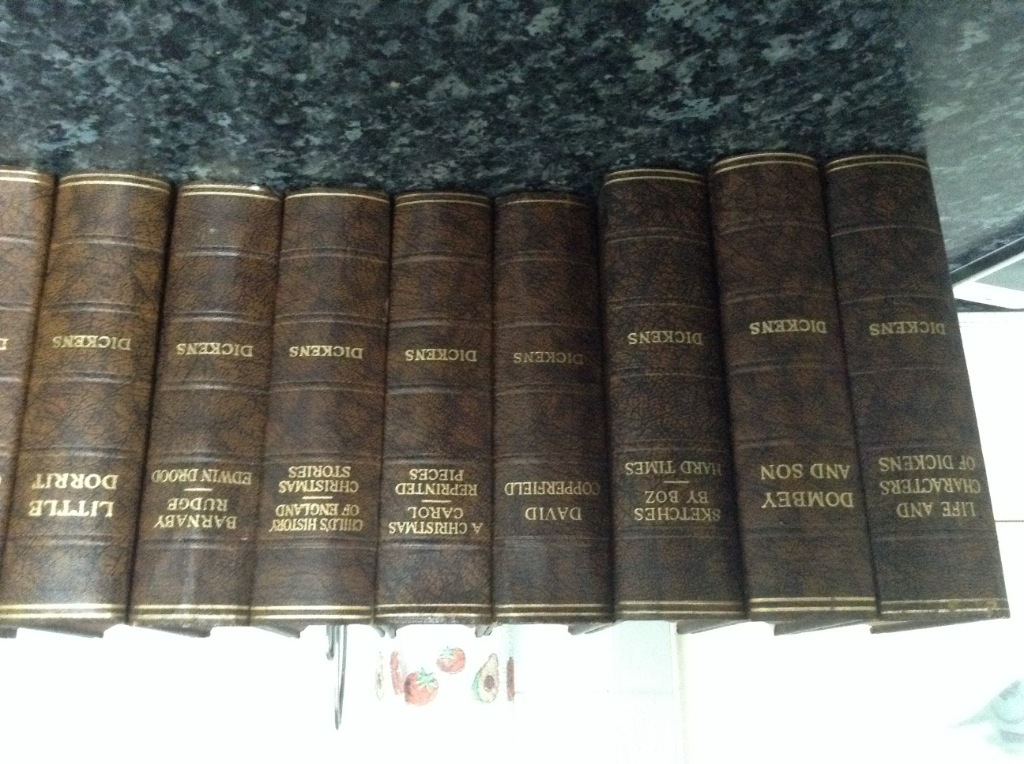 LIFE AND
CHARACTERS
OF DICKENS
DICKENS
DOMBEY
AND SON
DICKENS
SKETCHES
BY BOZ
HARD TIMES
DICKENS
DAVID
COPPERFIELD
DICKENS
A CHRISTMAS
CAROL
REPRINTED
PIECES
DICKENS
CHILD'S HISTORY
OF ENGLAND
CHRISTMAS
STORIES
DICKENS
BARNABY
RUDGE
EDWIN DROOD
DICKENS
LITTLE
DORRIT
DICKENS